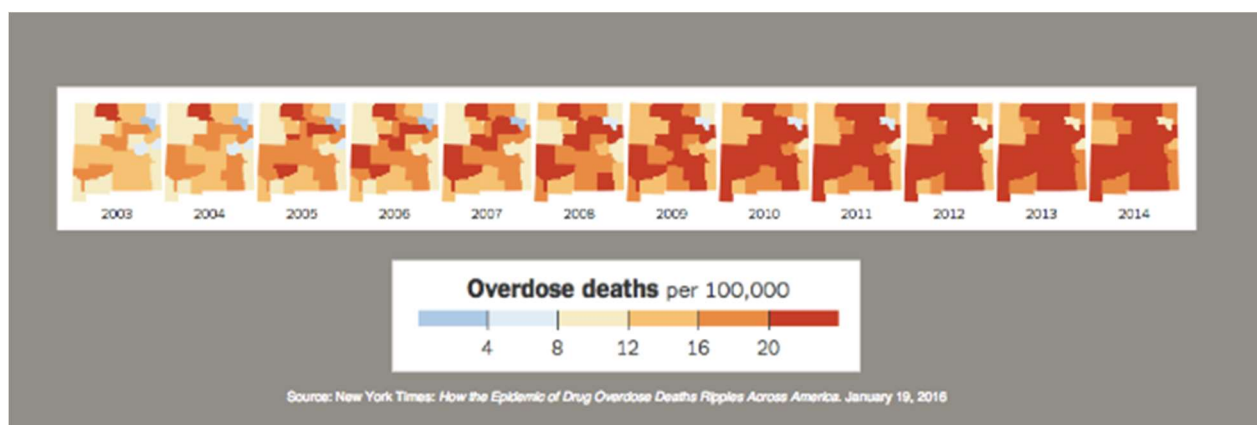 2003 2004 2005 2006 2007 2008 2009 2010 2011 2012 2013 2014
Overdose deaths per 100,000
4 8 12 16 20
Source: New York Times: How the Epidemic of Drug Overdose Deaths Ripples Across America. January 19, 2016